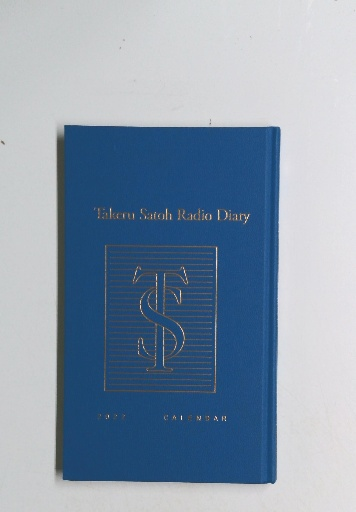 Takeru Satoh Radio Diary
TS
CALENDAR